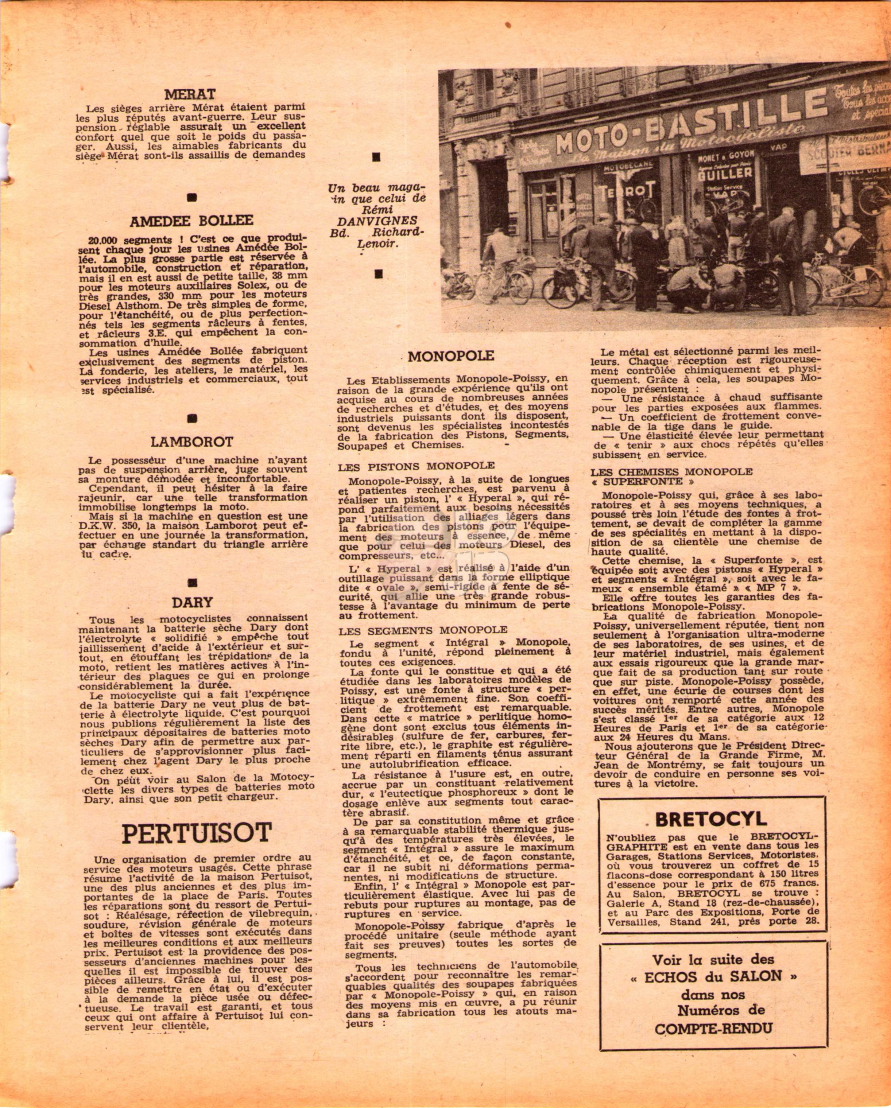 MERAT
Les sièges arrière Mérat étaient parmi
les plus réputés avant-guerre. Leur sus-
pension réglable assurait un excellent
confort quel que soit le poids du passa-
ger. Aussi, les aimables fabricants du
siège Mérat sont-ils assaillis de demandes
AMEDEE BOLLEE
20.000 segments ! C'est ce que produi-
sent chaque jour les usines Amédée Bol-
lée. La plus grosse partie est réservée à
l'automobile, construction et réparation,
mais il en est aussi de petite taille, 38 mm
pour les moteurs auxiliaires Solex, ou de
très grandes, 330 mm pour les moteurs
Diesel Alsthom. De très simples de forme,
pour l'étanchéité, ou de plus perfection-
nés tels les segments râcleurs à fentes,
et râcleurs 3.E. qui empêchent la con-
sommation d'huile.
Les usines Amédée Bollée fabriquent
exclusivement des segments de piston.
La fonderie, les ateliers, le matériel, les
services industriels et commerciaux, tout
est spécialisé.
LAMBOROT
Le possesseur d'une machine n'ayant
pas de suspension arrière, juge souvent
sa monture démodée et inconfortable.
Cependant, il peut hésiter à la faire
rajeunir, car une telle transformation
immobilise longtemps la moto.
Mais si la machine en question est une
D.K.W. 350, la maison Lamborot peut ef-
fectuer en une journée la transformation,
par échange standart du triangle arrière
du cadre.
DARY
Tous les motocyclistes connaissent
maintenant la batterie sèche Dary dont
l'électrolyte « solidifié » empêche tout
jaillissement d'acide à l'extérieur et sur-
tout, en étouffant les trépidations de la
moto, retient les matières actives à l'in-
térieur des plaques ce qui en prolonge
considérablement la durée.
Le motocycliste qui a fait l'expérience
de la batterie Dary ne veut plus de bat-
terie à électrolyte liquide. C'est pourquoi
nous publions régulièrement la liste des
principaux dépositaires de batteries moto
sèches Dary afin de permettre aux par-
ticuliers de s'approvisionner plus faci-
lement chez l'agent Dary le plus proche
de chez eux.
On peut voir au Salon de la Motocy-
clette les divers types de batteries moto
Dary, ainsi que son petit chargeur.
PERTUISOT
Une organisation de premier ordre au
service des moteurs usagés. Cette phrase
résume l'activité de la maison Pertuisot,
une des plus anciennes et des plus im-
portantes de la place de Paris. Toutes
les réparations sont du ressort de Pertui-
sot : Réalésage, réfection de vilebrequin,
soudure, révision générale de moteurs
et boîtes de vitesses sont exécutés dans
les meilleures conditions et aux meilleurs
prix. Pertuisot est la providence des pos-
sesseurs d'anciennes machines pour les-
quelles il est impossible de trouver des
pièces ailleurs. Grâce à lui, il est pos-
sible de remettre en état ou d'exécuter
à la demande la pièce usée ou défec-
tueuse. Le travail est garanti, et tous
ceux qui ont affaire à Pertuisot lui con-
servent leur clientèle,
Un beau maga-
in que celui de
Rémi
DANVIGNES
Bd. Richard-
Lenoir.
MOTO-BASTILLE
La Maison du Motocycliste
MOTOBECANE
TERROT
MONET & GOYON
GUILLER
VAP
VAP
SCOOTER BERNA
MONOPOLE
Les Etablissements Monopole-Poissy, en
raison de la grande expérience qu'ils ont
acquise au cours de nombreuses années
de recherches et d'études, et des moyens
industriels puissants dont ils disposent,
sont devenus les spécialistes incontestés
de la fabrication des Pistons, Segments,
Soupapes et Chemises.
LES PISTONS MONOPOLE
Monopole-Poissy, à la suite de longues
et patientes recherches, est parvenu à
réaliser un piston, l' « Hyperal », qui ré-
pond parfaitement aux besoins nécessités
par l'utilisation des alliages légers dans
la fabrication des pistons pour l'équipe-
ment des moteurs à essence, de même
que pour celui des moteurs Diesel, des
compresseurs, etc...
L' « Hyperal » est réalisé à l'aide d'un
outillage puissant dans la forme elliptique
dite « ovale », semi-rigide à fente de sé-
curité, qui allie une très grande robus-
tesse à l'avantage du minimum de perte
au frottement.
LES SEGMENTS MONOPOLE
Le segment « Intégral » Monopole,
fondu à l'unité, répond pleinement à
toutes ces exigences.
La fonte qui le constitue et qui a été
étudiée dans les laboratoires modèles de
Poissy, est une fonte à structure « per-
litique » extrêmement fine. Son coeffi-
cient de frottement est remarquable.
Dans cette « matrice » perlitique homo-
gène dont sont exclus tous éléments in-
désirables (sulfure de fer, carbures, fer-
rite libre, etc.), le graphite est régulière-
ment réparti en filaments ténus assurant
une autolubrification efficace.
La résistance à l'usure est, en outre,
accrue par un constituant relativement
dur, « l'eutectique phosphoreux » dont le
dosage enlève aux segments tout carac-
tère abrasif.
De par sa constitution même et grâce
à sa remarquable stabilité thermique jus-
qu'à des températures très élevées, le
segment « Intégral » assure le maximum
d'étanchéité, et ce, de façon constante,
car il ne subit ni déformations perma-
nentes, ni modifications de structure.
Enfin, l' « Intégral » Monopole est par-
ticulièrement élastique. Avec lui pas de
rebuts pour ruptures au montage, pas de
ruptures en service.
Monopole-Poissy fabrique d'après le
procédé unitaire (seule méthode ayant
fait ses preuves) toutes les sortes de
segments.
Tous les techniciens de l'automobile
s'accordent pour reconnaître les remar-
quables qualités des soupapes fabriquées
par « Monopole-Poissy » qui, en raison
des moyens mis en œuvre, a pu réunir
dans sa fabrication tous les atouts ma-
jeurs :
Le métal est sélectionné parmi les meil-
leurs. Chaque réception est rigoureuse-
ment contrôlée chimiquement et physi-
quement. Grâce à cela, les soupapes Mo-
nopole présentent :
— Une résistance à chaud suffisante
pour les parties exposées aux flammes.
— Un coefficient de frottement conve-
nable de la tige dans le guide.
— Une élasticité élevée leur permettant
de « tenir » aux chocs répétés qu'elles
subissent en service.
LES CHEMISES MONOPOLE
« SUPERFONTE »
Monopole-Poissy qui, grâce à ses labo-
ratoires et à ses moyens techniques, a
poussé très loin l'étude des fontes à frot-
tement, se devait de compléter la gamme
de ses spécialités en mettant à la dispo-
sition de sa clientèle une chemise de
haute qualité.
Cette chemise, la « Superfonte », est
équipée soit avec des pistons « Hyperal »
et segments « Intégral », soit avec le fa-
meux « ensemble étamé » « MP 7 ».
Elle offre toutes les garanties des fa-
brications Monopole-Poissy.
La qualité de fabrication Monopole-
Poissy, universellement réputée, tient non
seulement à l'organisation ultra-moderne
de ses laboratoires, de ses usines, et de
leur matériel industriel, mais également
aux essais rigoureux que la grande mar-
que fait de sa production tant sur route
que sur piste. Monopole-Poissy possède,
en effet, une écurie de courses dont les
voitures ont remporté cette année des
succès mérités. Entre autres, Monopole
s'est classé 1er de sa catégorie aux 12
Heures de Paris et 1er de sa catégorie
aux 24 Heures du Mans.
Nous ajouterons que le Président Direc-
teur Général de la Grande Firme, M.
Jean de Montrémy, se fait toujours un
devoir de conduire en personne ses voi-
tures à la victoire.
BRETOCYL
N'oubliez pas que le BRETOCYL-
GRAPHITE est en vente dans tous les
Garages, Stations Services, Motoristes.
où vous trouverez un coffret de 15
flacons-dose correspondant à 150 litres
d'essence pour le prix de 675 francs.
Au Salon, BRETOCYL se trouve :
Galerie A, Stand 18 (rez-de-chaussée),
et au Parc des Expositions, Porte de
Versailles, Stand 241, prés porte 28.
Voir la suite des
« ECHOS du SALON »
dans nos
Numéros de
COMPTE-RENDU